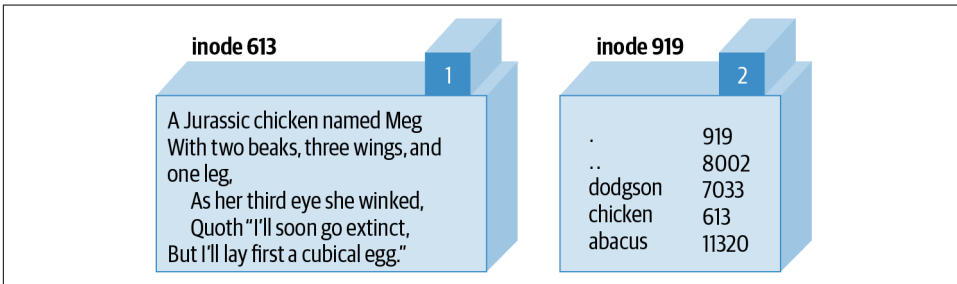 inode 613
1
A Jurassic chicken named Meg
With two beaks, three wings, and
one leg,
As her third eye she winked,
Quoth “I'll soon go extinct,
But I'll lay first a cubical egg.”
inode 919
2
. 919
.. 8002
dodgson 7033
chicken 613
abacus 11320